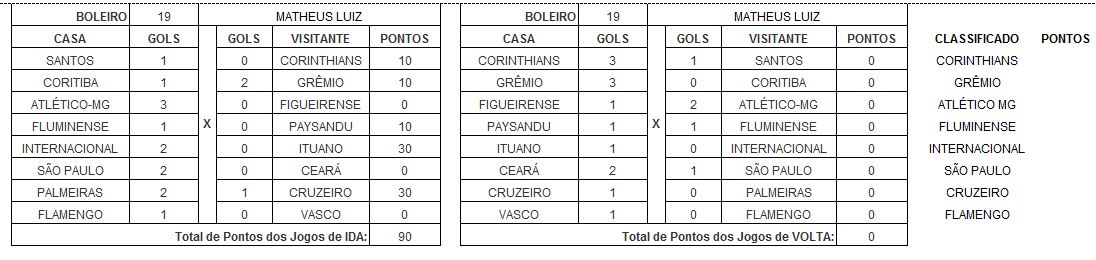 BOLEIRO 19 MATHEUS LUIZ BOLEIRO 19 MATHEUS LUIZ
CASA GOLS GOLS VISITANTE PONTOS CASA GOLS GOLS VISITANTE PONTOS CLASSIFICADO PONTOS
SANTOS 1 0 CORINTHIANS 10 CORINTHIANS 3 1 SANTOS 0 CORINTHIANS
CORITIBA 1 2 GRÊMIO 10 GRÊMIO 3 0 CORITIBA 0 GRÊMIO
ATLÉTICO-MG 3 0 FIGUEIRENSE 0 FIGUEIRENSE 1 2 ATLÉTICO-MG 0 ATLÉTICO MG
FLUMINENSE 1 X 0 PAYSANDU 10 PAYSANDU 1 X 1 FLUMINENSE 0 FLUMINENSE
INTERNACIONAL 2 0 ITUANO 30 ITUANO 1 0 INTERNACIONAL 0 INTERNACIONAL
SÃO PAULO 2 0 CEARÁ 0 CEARÁ 2 1 SÃO PAULO 0 SÃO PAULO
PALMEIRAS 2 1 CRUZEIRO 30 CRUZEIRO 1 0 PALMEIRAS 0 CRUZEIRO
FLAMENGO 1 0 VASCO 0 VASCO 1 0 FLAMENGO 0 FLAMENGO
Total de Pontos dos Jogos de IDA: 90 Total de Pontos dos Jogos de VOLTA: 0